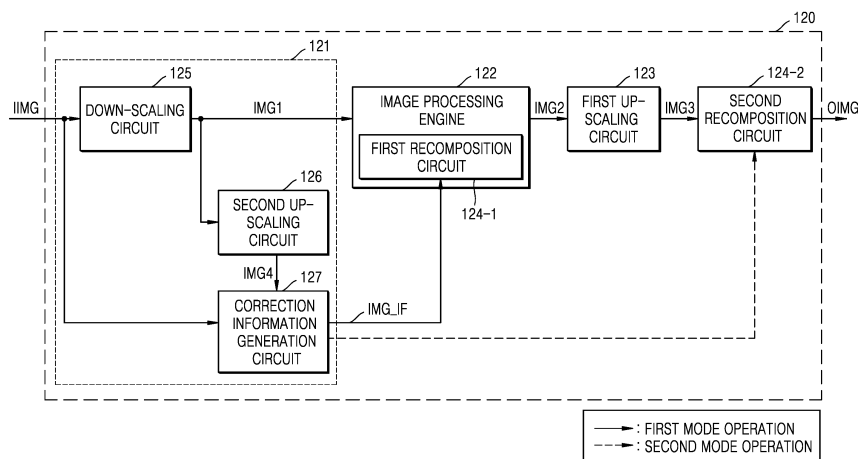 120
121
125
122
123
124-2
IIMG
DOWN-SCALING
CIRCUIT
IMG1
IMAGE PROCESSING
ENGINE
FIRST RECOMPOSITION
CIRCUIT
124-1
IMG2
FIRST UP-
SCALING
CIRCUIT
IMG3
SECOND
RECOMPOSITION
CIRCUIT
OIMG
126
SECOND UP-
SCALING
CIRCUIT
IMG4
127
CORRECTION
INFORMATION
GENERATION
CIRCUIT
IMG_IF
: FIRST MODE OPERATION
: SECOND MODE OPERATION